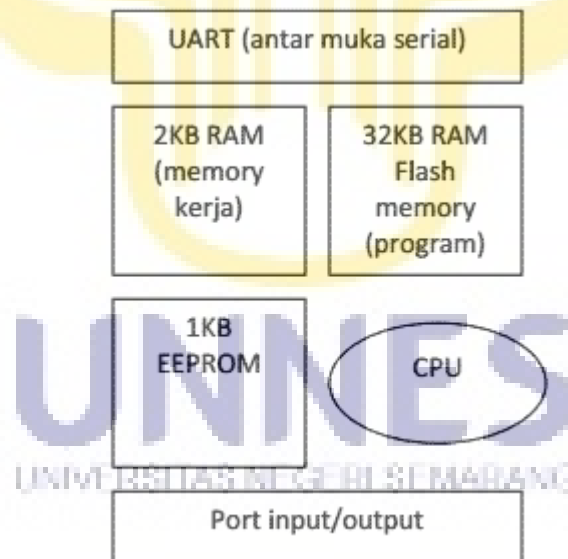 UART (antar muka serial)
2KB RAM
(memory
kerja)
32KB RAM
Flash
memory
(program)
1KB
EEPROM
CPU
UNNES
UNIVERSITAS NEGERI SEMARANG
Port input/output